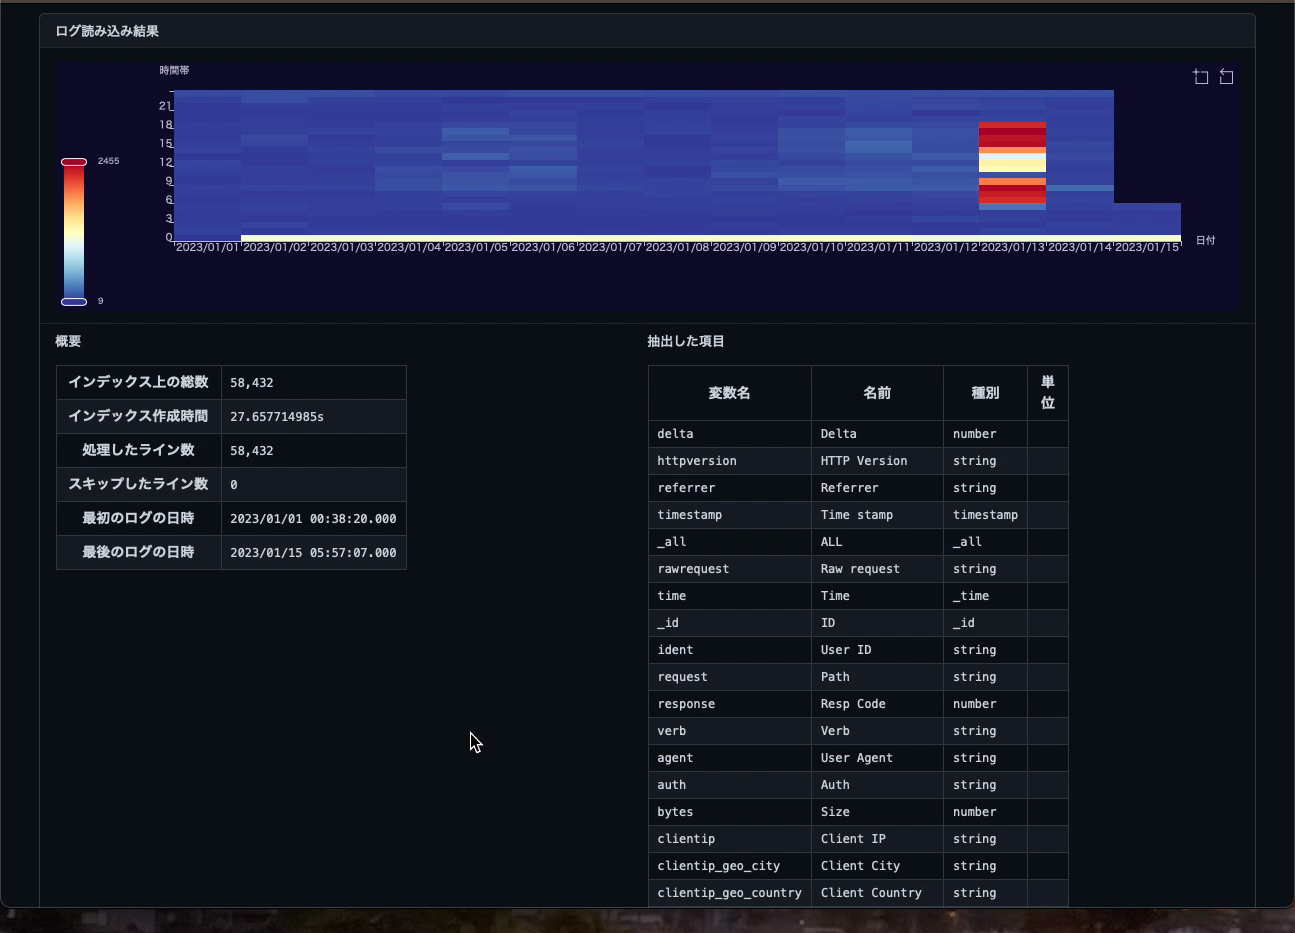 ログ読み込み結果
時間帯
21
18
15
12
9
6
3
0
2455
9
2023/01/01 2023/01/02 2023/01/03 2023/01/04 2023/01/05 2023/01/06 2023/01/07 2023/01/08 2023/01/09 2023/01/10 2023/01/11 2023/01/12 2023/01/13 2023/01/14 2023/01/15
日付
概要
インデックス上の総数 58,432
インデックス作成時間 27.657714985s
処理したライン数 58,432
スキップしたライン数 0
最初のログの日時 2023/01/01 00:38:20.000
最後のログの日時 2023/01/15 05:57:07.000
抽出した項目
変数名 名前 種別 単位
delta Delta number
httpversion HTTP Version string
referrer Referrer string
timestamp Time stamp timestamp
_all ALL _all
rawrequest Raw request string
time Time _time
_id ID _id
ident User ID string
request Path string
response Resp Code number
verb Verb string
agent User Agent string
auth Auth string
bytes Size number
clientip Client IP string
clientip_geo_city Client City string
clientip_geo_country Client Country string